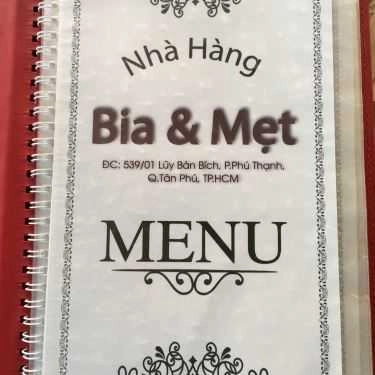 Nhà Hàng
Bia & Mẹt
ĐC: 539/01 Lũy Bán Bích, P.Phú Thạnh,
Q.Tân Phú, TP.HCM
MENU